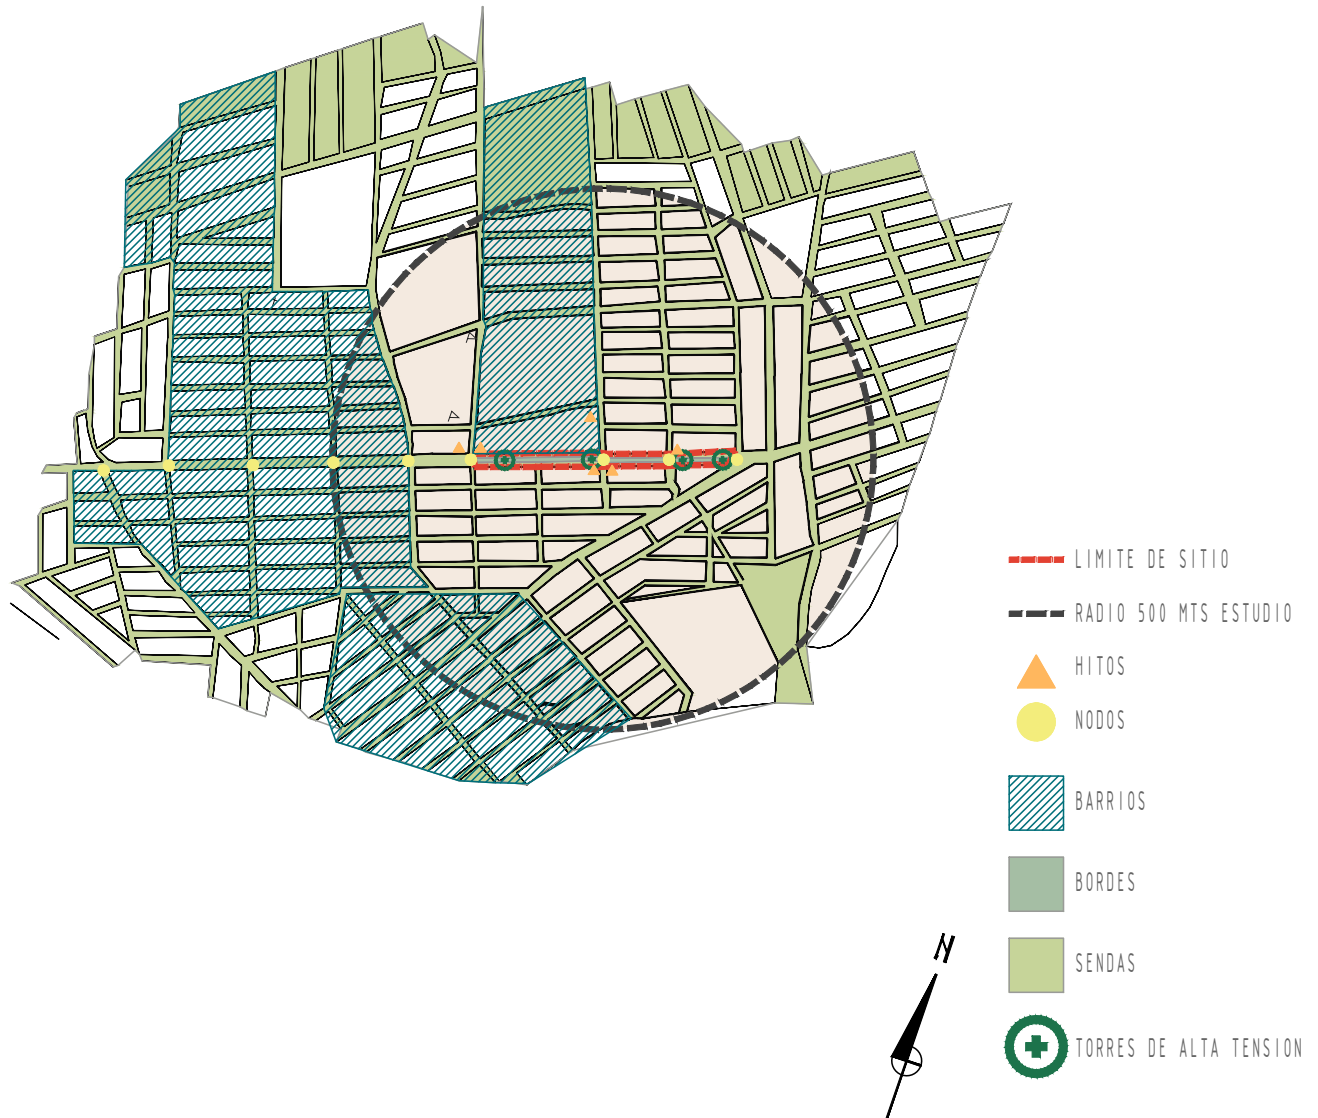 LIMITE DE SITIO
RADIO 500 MTS ESTUDIO
HITOS
NODOS
BARRIOS
BORDES
SENDAS
N
TORRES DE ALTA TENSION